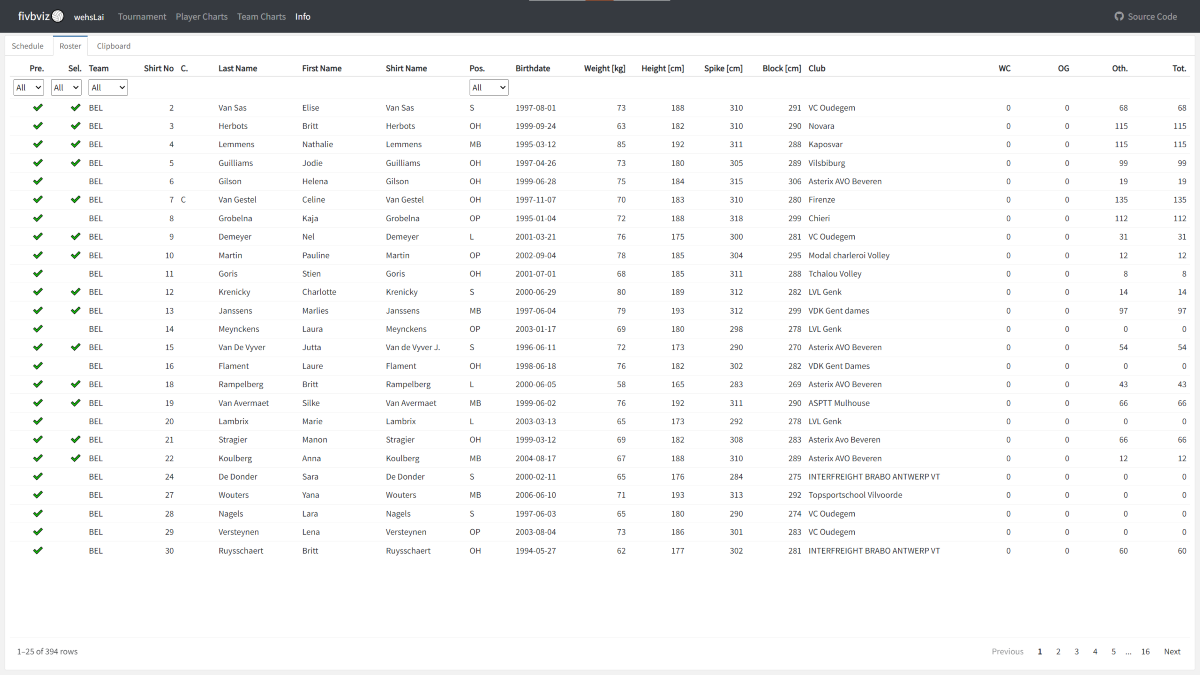 fivbviz wehsl.ai Tournament Player Charts Team Charts Info Source Code
Schedule Roster Clipboard
Pre. Sel. Team Shirt No C. Last Name First Name Shirt Name Pos. Birthdate Weight [kg] Height [cm] Spike [cm] Block [cm] Club WC OG Oth. Tot.
All All All All
BEL 2 Van Sas Elise Van Sas S 1997-08-01 73 188 310 291 VC Oudegem 0 0 68 68
BEL 3 Herbots Britt Herbots OH 1999-09-24 63 182 310 290 Novara 0 0 115 115
BEL 4 Lemmens Nathalie Lemmens MB 1995-03-12 85 192 311 288 Kaposvar 0 0 115 115
BEL 5 Guilliams Jodie Guilliams OH 1997-04-26 73 180 305 289 Vilsbiburg 0 0 99 99
BEL 6 Gilson Helena Gilson OH 1999-06-28 75 184 315 306 Asterix AVO Beveren 0 0 19 19
BEL 7 C Van Gestel Celine Van Gestel OH 1997-11-07 70 183 310 280 Firenze 0 0 135 135
BEL 8 Grobelna Kaja Grobelna OP 1995-01-04 72 188 318 299 Chieri 0 0 112 112
BEL 9 Demeyer Nel Demeyer L 2001-03-21 76 175 300 281 VC Oudegem 0 0 31 31
BEL 10 Martin Pauline Martin OP 2002-09-04 78 185 304 295 Modal charleroi Volley 0 0 12 12
BEL 11 Goris Stien Goris OH 2001-07-01 68 185 311 288 Tchalou Volley 0 0 8 8
BEL 12 Krenicky Charlotte Krenicky S 2000-06-29 80 189 312 282 LVL Genk 0 0 14 14
BEL 13 Janssens Marlies Janssens MB 1997-06-04 79 193 312 299 VDK Gent dames 0 0 97 97
BEL 14 Meynckens Laura Meynckens OP 2003-01-17 69 180 298 278 LVL Genk 0 0 0 0
BEL 15 Van De Vyver Jutta Van de Vyver J. S 1996-06-11 72 173 290 270 Asterix AVO Beveren 0 0 54 54
BEL 16 Flament Laure Flament OH 1998-06-18 76 182 302 282 VDK Gent Dames 0 0 0 0
BEL 18 Rampelberg Britt Rampelberg L 2000-06-05 58 165 283 269 Asterix AVO Beveren 0 0 43 43
BEL 19 Van Avermaet Silke Van Avermaet MB 1999-06-02 76 192 311 290 ASPTT Mulhouse 0 0 66 66
BEL 20 Lambrix Marie Lambrix L 2003-03-13 65 173 292 278 LVL Genk 0 0 0 0
BEL 21 Stragier Manon Stragier OH 1999-03-12 69 182 308 283 Asterix Avo Beveren 0 0 66 66
BEL 22 Koulberg Anna Koulberg MB 2004-08-17 67 188 310 289 Asterix AVO Beveren 0 0 12 12
BEL 24 De Donder Sara De Donder S 2000-02-11 65 176 284 275 INTERFREIGHT BRABO ANTWERP VT 0 0 0 0
BEL 27 Wouters Yana Wouters MB 2006-06-10 71 193 313 292 Topsportschool Vilvoorde 0 0 0 0
BEL 28 Nagels Lara Nagels S 1997-06-03 65 180 290 274 VC Oudegem 0 0 0 0
BEL 29 Versteynen Lena Versteynen OP 2003-08-04 73 186 301 283 VC Oudegem 0 0 0 0
BEL 30 Ruysschaert Britt Ruysschaert OH 1994-05-27 62 177 302 281 INTERFREIGHT BRABO ANTWERP VT 0 0 60 60
1–25 of 394 rows Previous 1 2 3 4 5 ... 16 Next